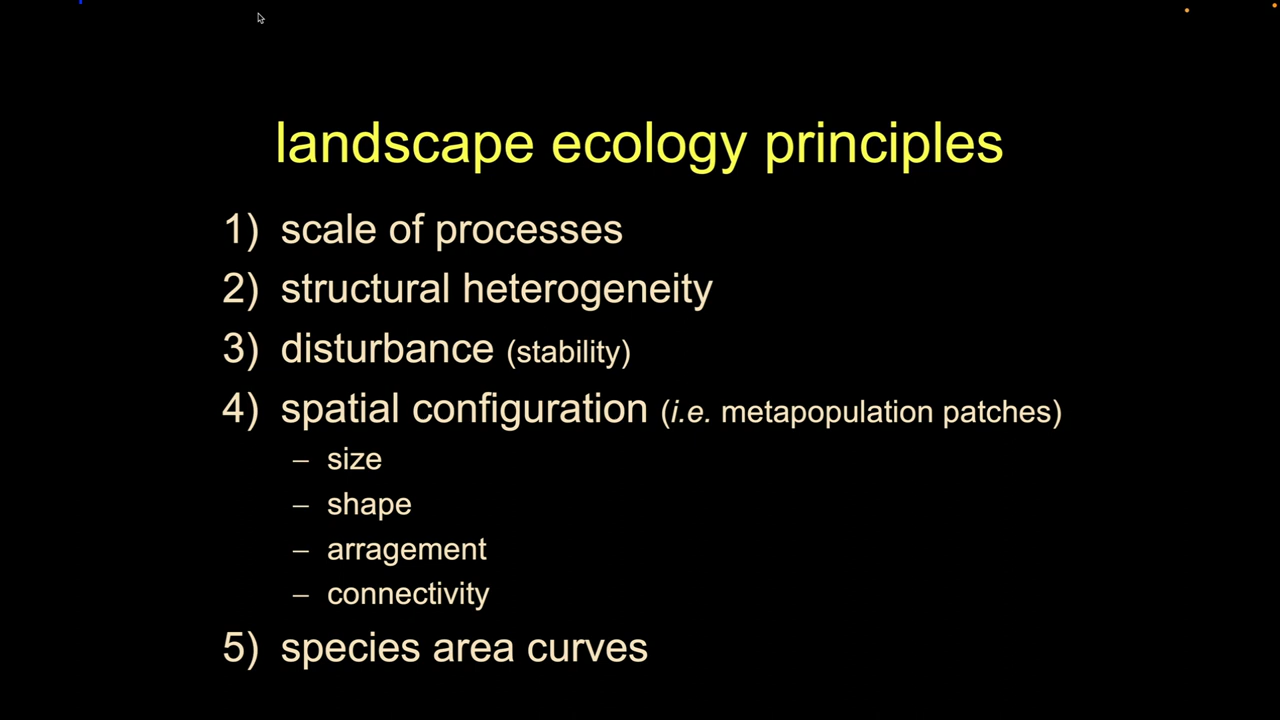 landscape ecology principles
1) scale of processes
2) structural heterogeneity
3) disturbance (stability)
4) spatial configuration (i.e. metapopulation patches)
– size
– shape
– arragement
– connectivity
5) species area curves